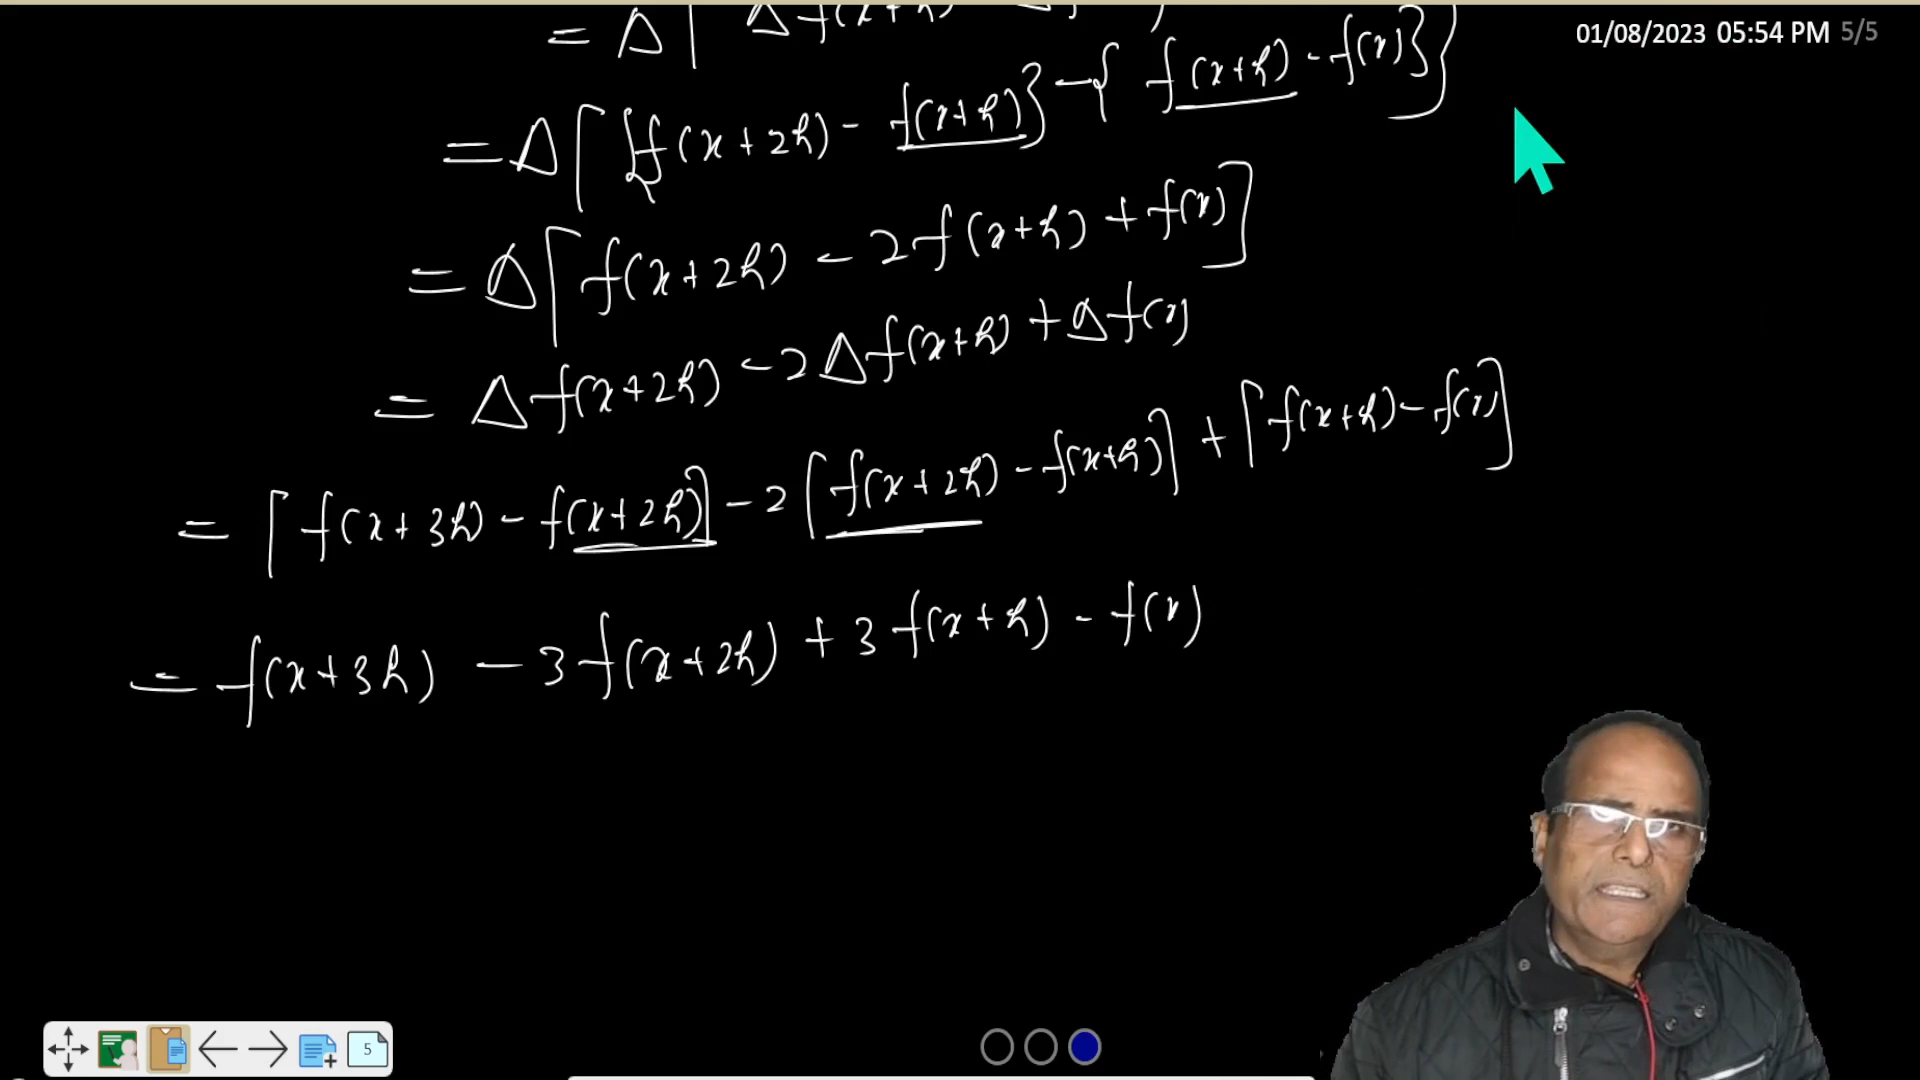 = Δ[ Δf(x+h)
01/08/2023 05:54 PM 5/5
= Δ[{f(x+2h) - f(x+h)} - {f(x+h) - f(x)}]
= Δ[f(x+2h) - 2f(x+h) + f(x)]
= Δf(x+2h) - 2Δf(x+h) + Δf(x)
= [f(x+3h) - f(x+2h)] - 2[f(x+2h) - f(x+h)] + [f(x+h) - f(x)]
= f(x+3h) - 3f(x+2h) + 3f(x+h) - f(x)
5